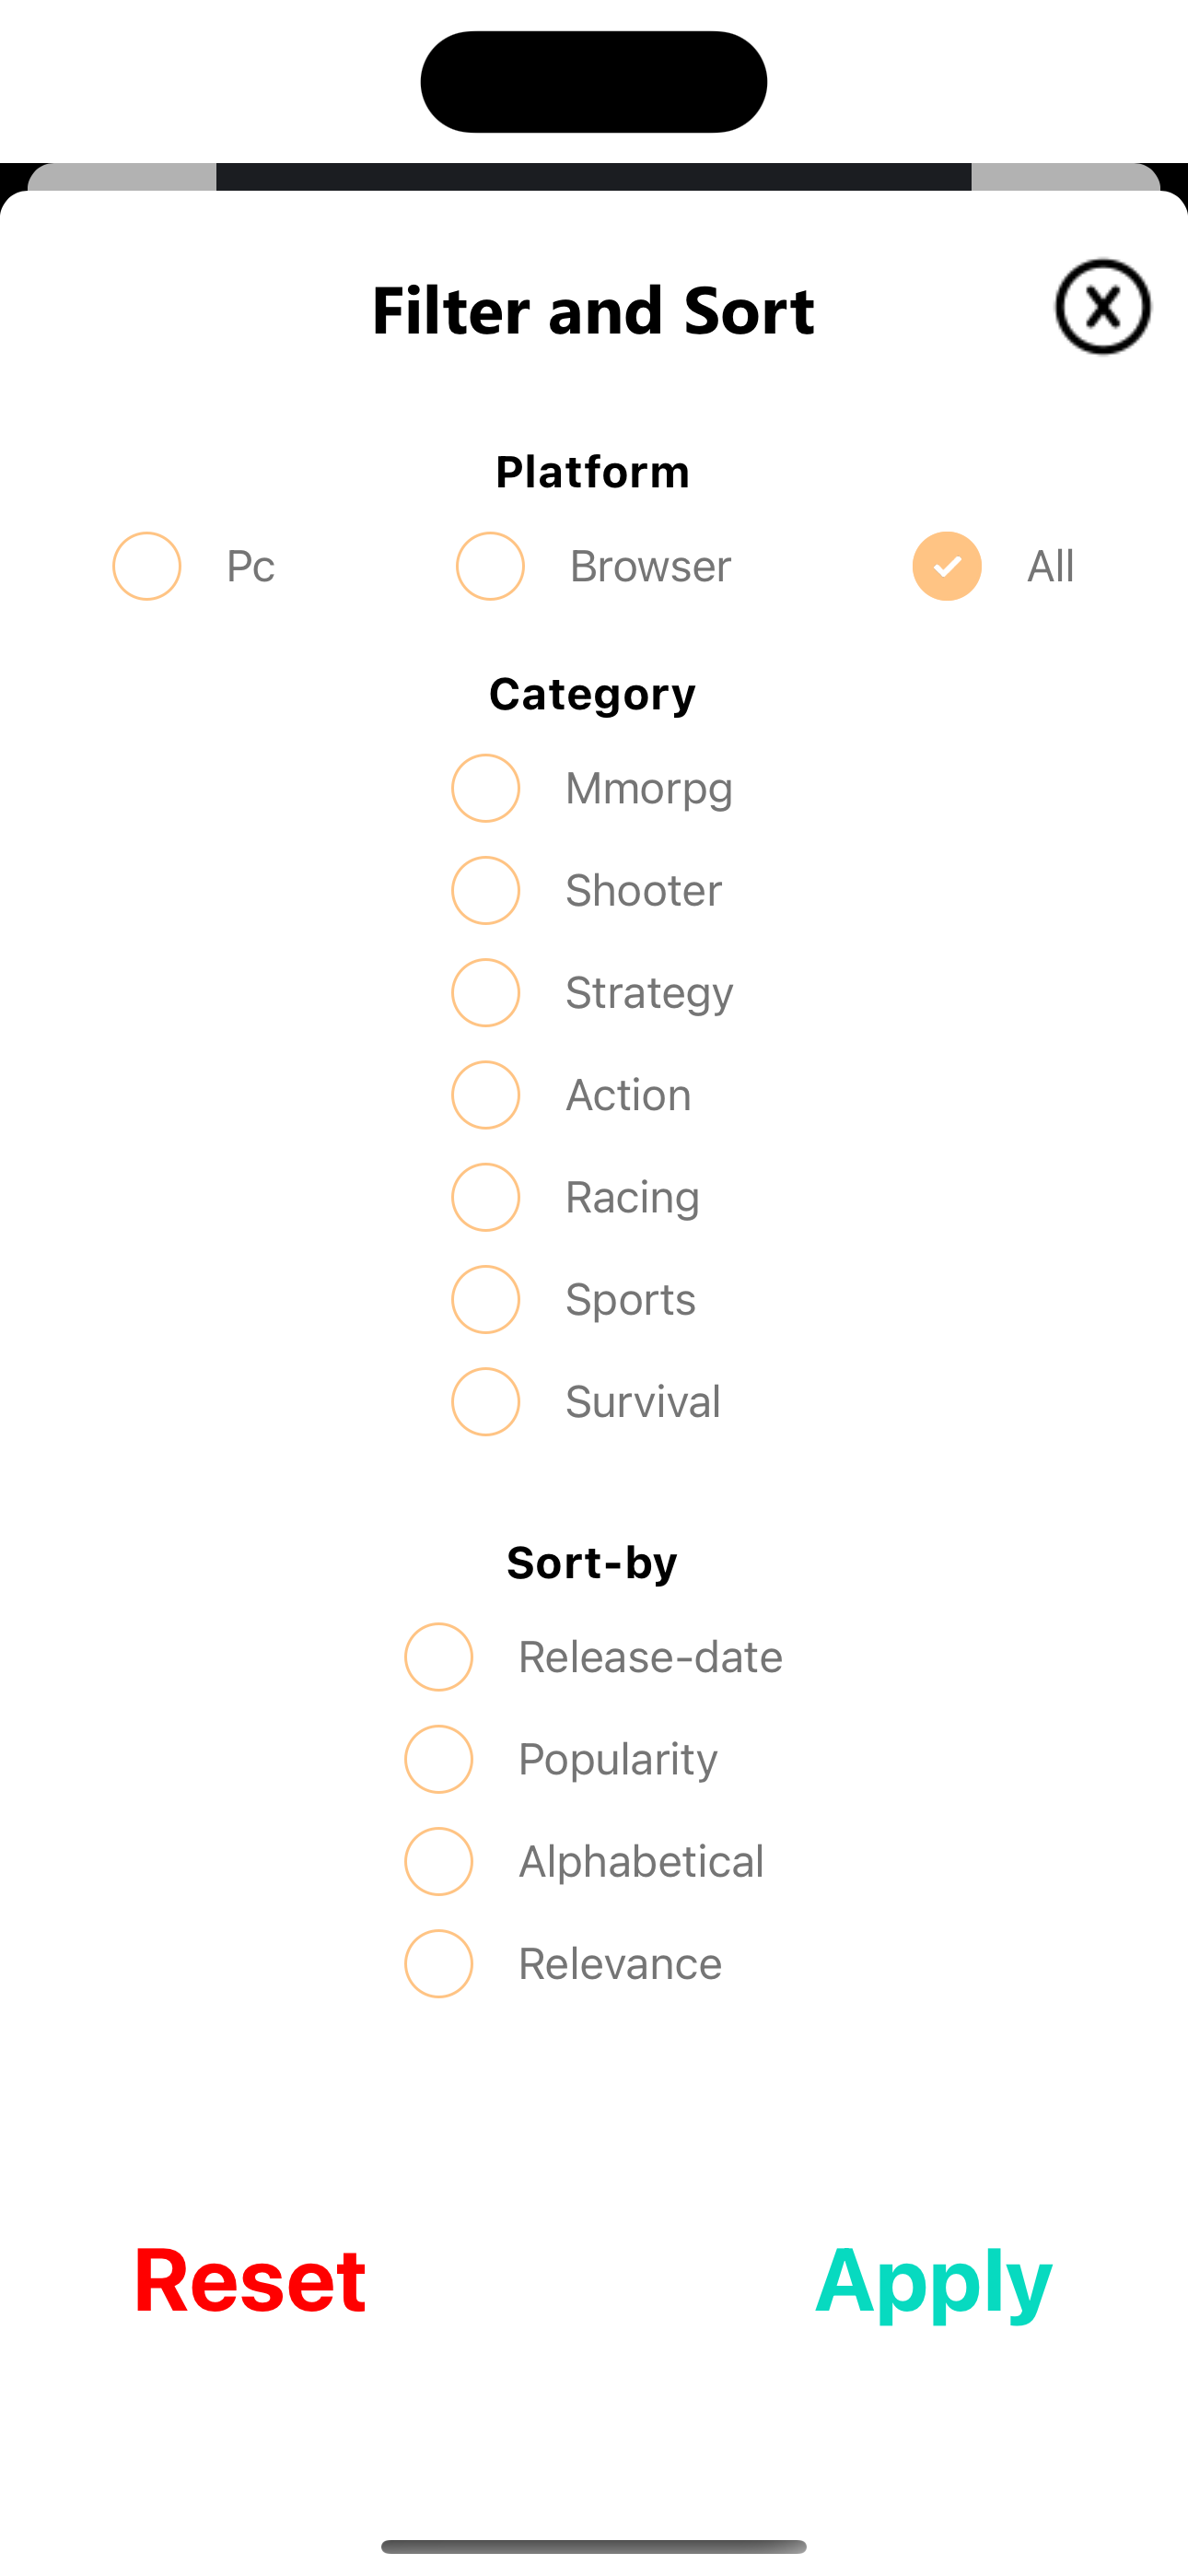 Filter and Sort
Platform
Pc Browser All
Category
Mmorpg
Shooter
Strategy
Action
Racing
Sports
Survival
Sort-by
Release-date
Popularity
Alphabetical
Relevance
Reset Apply